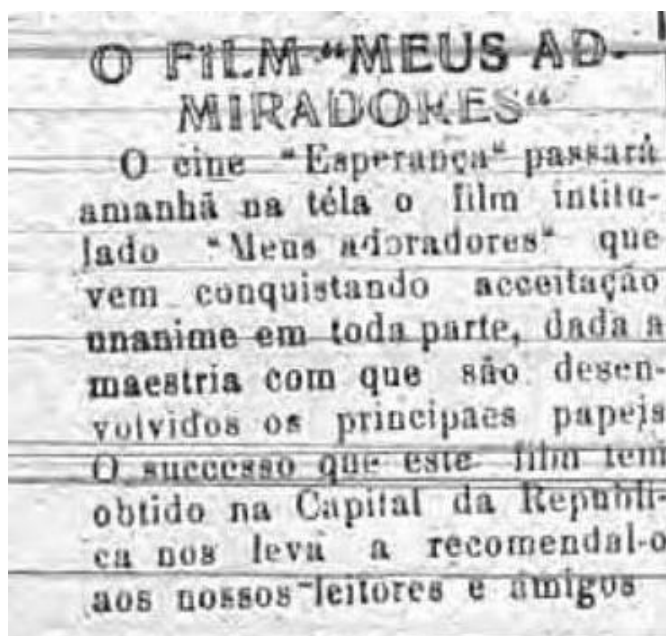 O FILM “MEUS AD-
MIRADORES“
O cine “Esperança“ passará
amanhã na téla o film intitu-
lado “Meus adoradores“ que
vem conquistando acceitação
unanime em toda parte, dada a
maestria com que são desen-
volvidos os principaes papeis
O successo que este film tem
obtido na Capital da Republi-
ca nos leva a recomendal-o
aos nossos leitores e amigos